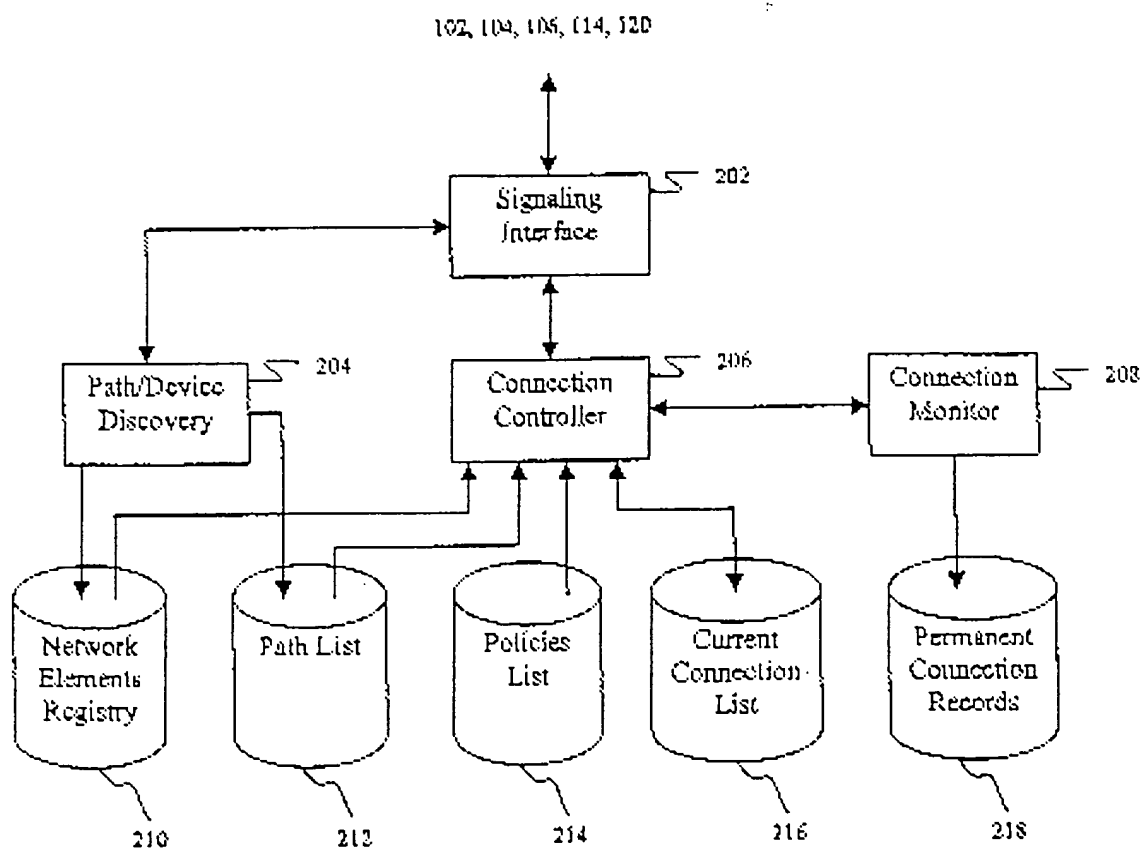 102, 104, 106, 114, 120
202
Signaling
Interface
204
Path/Device
Discovery
206
Connection
Controller
208
Connection
Monitor
Network
Elements
Registry
Path List
Policies
List
Current
Connection
List
Permanent
Connection
Records
210
212
214
216
218